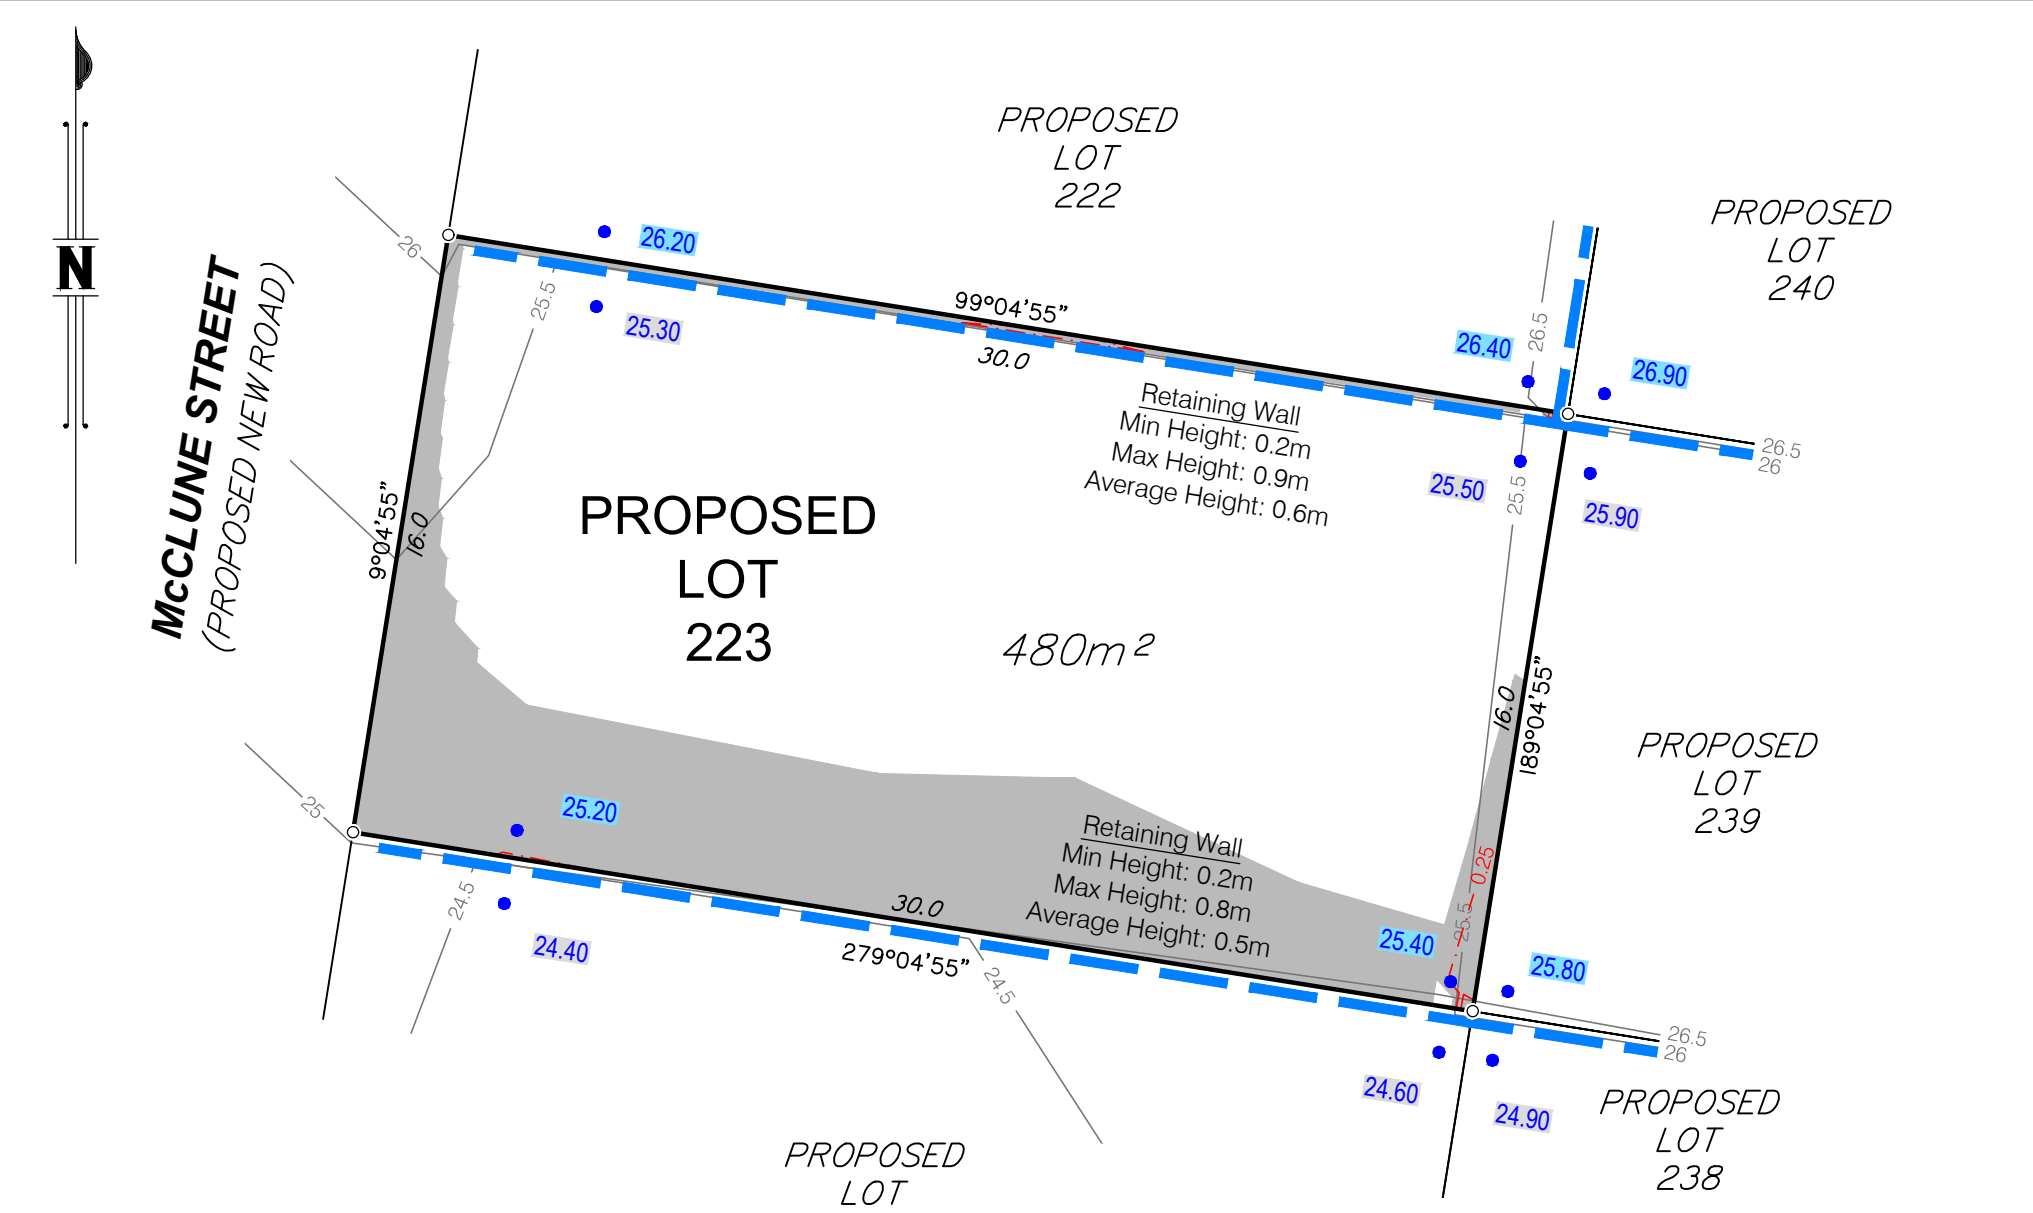 N
McCLUNE STREET
(PROPOSED NEW ROAD)
PROPOSED
LOT
222
PROPOSED
LOT
240
26
25.5
26.20
25.30
99°04'55"
30.0
26.40
26.5
26.90
26.5
26
25.50
25.5
25.90
Retaining Wall
Min Height: 0.2m
Max Height: 0.9m
Average Height: 0.6m
9°04'55"
16.0
PROPOSED
LOT
223
480m²
16.0
189°04'55"
PROPOSED
LOT
239
25
25.20
24.5
24.40
30.0
279°04'55"
24.5
Retaining Wall
Min Height: 0.2m
Max Height: 0.8m
Average Height: 0.5m
0.25
25.5
25.40
25.80
26.5
26
24.60
24.90
PROPOSED
LOT
238
PROPOSED
LOT